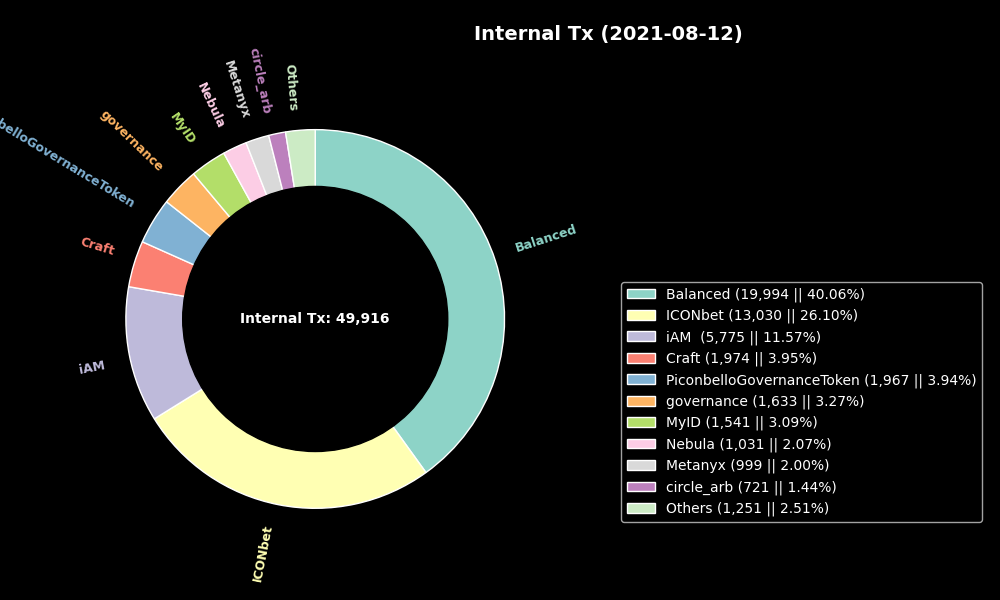 Internal Tx (2021-08-12)
Others
circle_arb
Metanyx
Nebula
MyID
governance
belloGovernanceToken
Craft
Balanced
iAM
ICONbet
Internal Tx: 49,916
Balanced (19,994 || 40.06%)
ICONbet (13,030 || 26.10%)
iAM  (5,775 || 11.57%)
Craft (1,974 || 3.95%)
PiconbelloGovernanceToken (1,967 || 3.94%)
governance (1,633 || 3.27%)
MyID (1,541 || 3.09%)
Nebula (1,031 || 2.07%)
Metanyx (999 || 2.00%)
circle_arb (721 || 1.44%)
Others (1,251 || 2.51%)